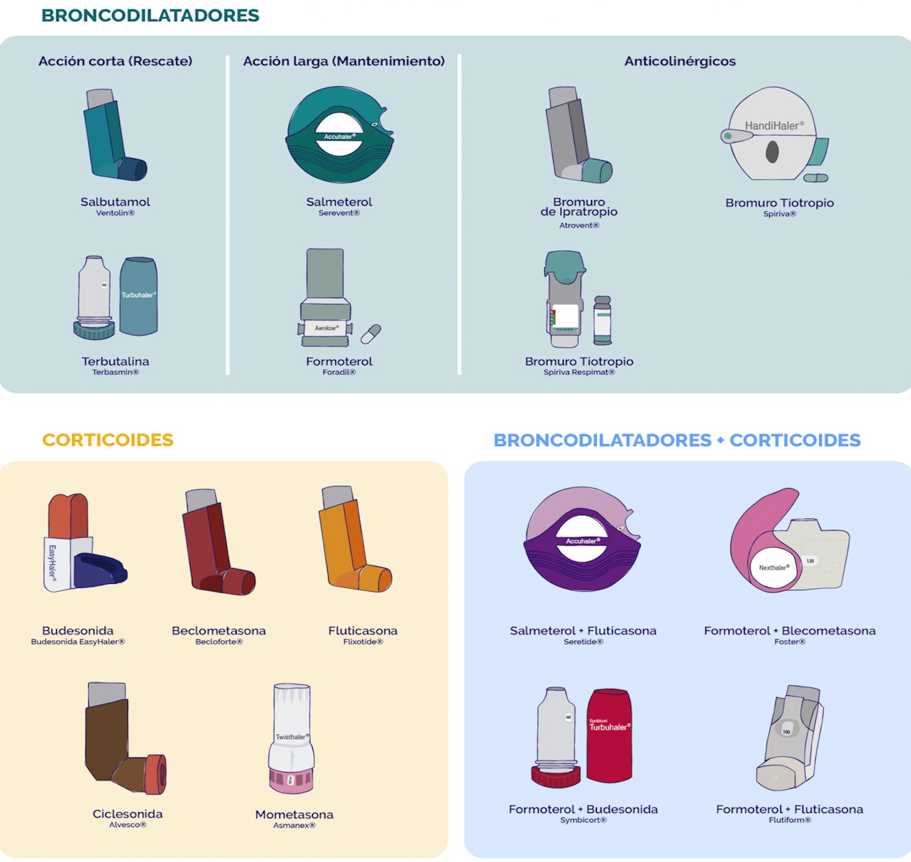 BRONCODILATADORES
Acción corta (Rescate)
Acción larga (Mantenimiento)
Anticolinérgicos
Accuhaler®
HandiHaler®
Salbutamol
Ventolin®
Salmeterol
Serevent®
Bromuro
de Ipratropio
Atrovent®
Bromuro Tiotropio
Spiriva®
60
Turbuhaler®
Aerolizer®
Terbutalina
Terbasmin®
Formoterol
Foradil®
Bromuro Tiotropio
Spiriva Respimat®
CORTICOIDES
EasyHaler®
Budesonida
Budesonida EasyHaler®
Beclometasona
Becloforte®
Fluticasona
Flixotide®
Twisthaler®
Ciclesonida
Alvesco®
Mometasona
Asmanex®
BRONCODILATADORES + CORTICOIDES
Accuhaler®
Nexthaler®
120
Salmeterol + Fluticasona
Seretide®
Formoterol + Blecometasona
Foster®
60
Symbicort
Turbuhaler®
100
Formoterol + Budesonida
Symbicort®
Formoterol + Fluticasona
Flutiform®